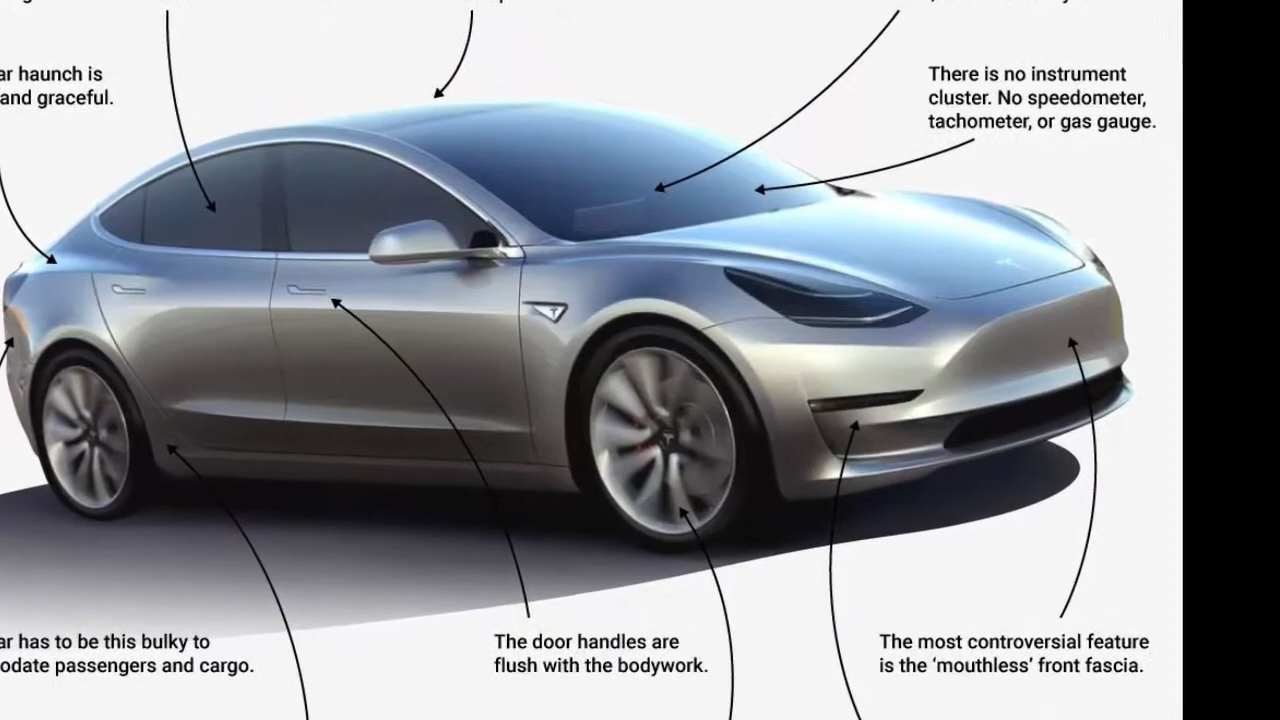 ar haunch is
and graceful.
There is no instrument
cluster. No speedometer,
tachometer, or gas gauge.
ar has to be this bulky to
odate passengers and cargo.
The door handles are
flush with the bodywork.
The most controversial feature
is the ‘mouthless’ front fascia.